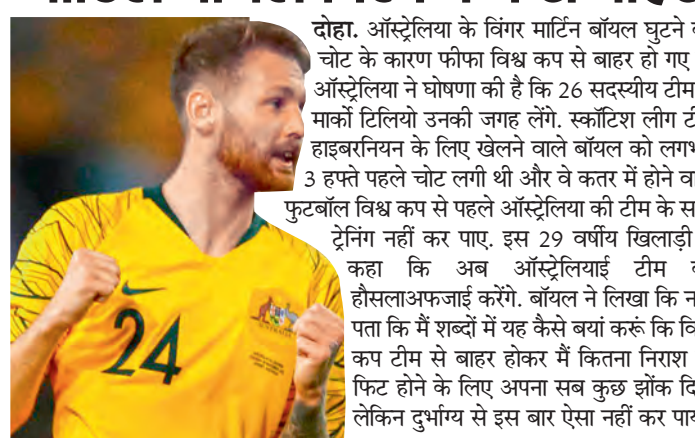 दोहा. ऑस्ट्रेलिया के विंगर मार्टिन बॉयल घुटने
चोट के कारण फीफा विश्व कप से बाहर हो गए
ऑस्ट्रेलिया ने घोषणा की है कि 26 सदस्यीय टीम
मार्को टिलियो उनकी जगह लेंगे. स्कॉटिश लीग
हाइबरनियन के लिए खेलने वाले बॉयल को
3 हफ्ते पहले चोट लगी थी और वे कतर में होने
फुटबॉल विश्व कप से पहले ऑस्ट्रेलिया की टीम के
ट्रेनिंग नहीं कर पाए. इस 29 वर्षीय खिलाड़ी
कहा कि अब ऑस्ट्रेलियाई टीम
हौसलाअफजाई करेंगे. बॉयल ने लिखा कि
पता कि मैं शब्दों में यह कैसे बयां करूं कि
कप टीम से बाहर होकर मैं कितना निराश
फिट होने के लिए अपना सब कुछ झोंक
लेकिन दुर्भाग्य से इस बार ऐसा नहीं कर
24
AUSTRALIA